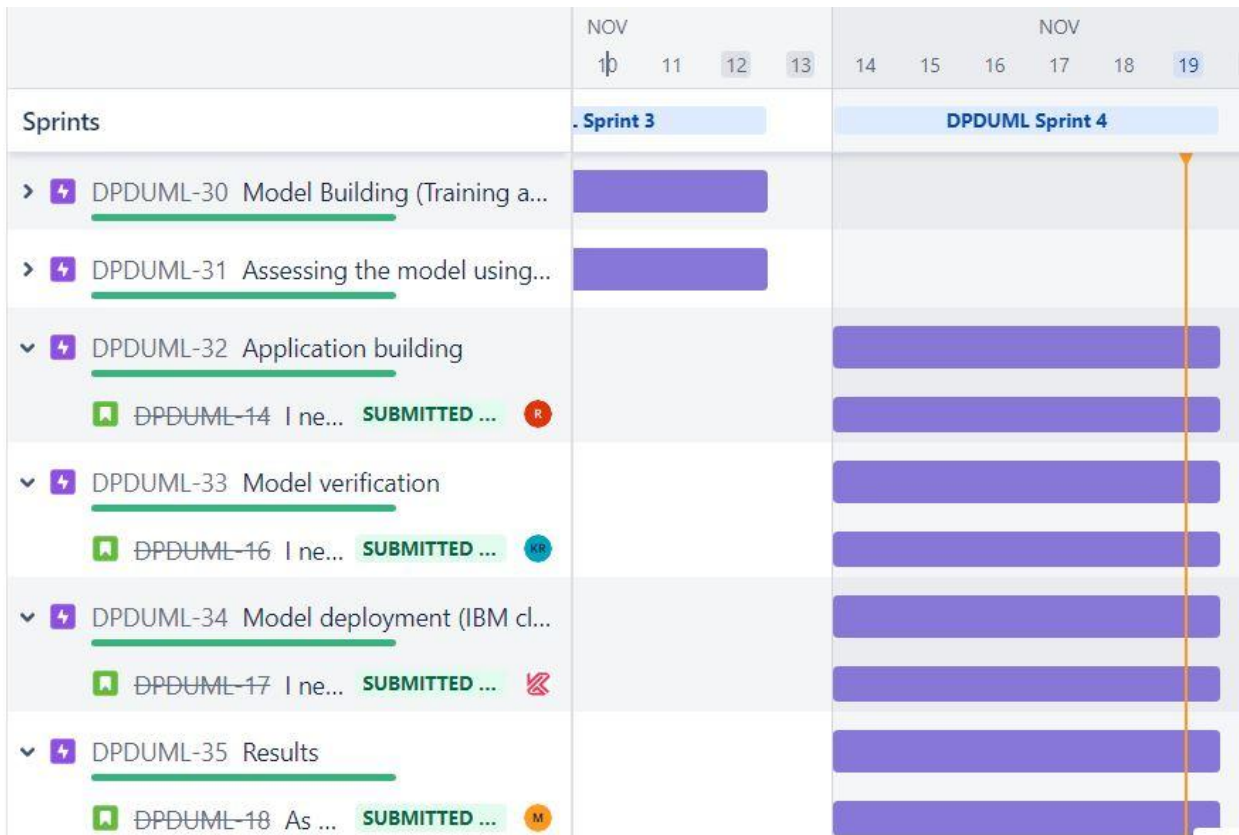 NOV NOV
10 11 12 13 14 15 16 17 18 19
Sprints . Sprint 3 DPDUML Sprint 4
DPDUML-30 Model Building (Training a...
DPDUML-31 Assessing the model using...
DPDUML-32 Application building
DPDUML-14 I ne... SUBMITTED ... R
DPDUML-33 Model verification
DPDUML-16 I ne... SUBMITTED ... KR
DPDUML-34 Model deployment (IBM cl...
DPDUML-17 I ne... SUBMITTED ...
DPDUML-35 Results
DPDUML-18 As ... SUBMITTED ... M